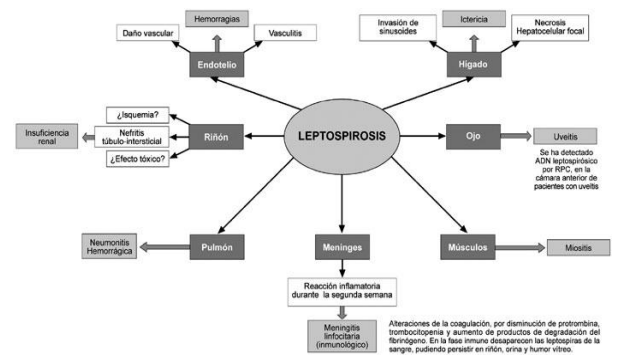 Hemorragias
Daño vascular
Vasculitis
Endotelio
Ictericia
Invasión de
sinusoides
Necrosis
Hepatocelular focal
Hígado
¿Isquemia?
Insuficiencia
renal
Nefritis
túbulo-intersticial
Riñón
¿Efecto tóxico?
LEPTOSPIROSIS
Ojo
Uveitis
Se ha detectado
ADN leptospirósico
por RPC, en la
cámara anterior de
pacientes con uveitis
Neumonitis
Hemorrágica
Pulmón
Meninges
Músculos
Miositis
Reacción inflamatoria
durante la segunda semana
Meningitis
linfocitaria
(inmunológico)
Alteraciones de la coagulación, por disminución de protrombina,
trombocitopenia y aumento de productos de degradación del
fibrinógeno. En la fase inmune desaparecen las leptospiras de la
sangre, pudiendo persistir en riñón, orina y humor vítreo.